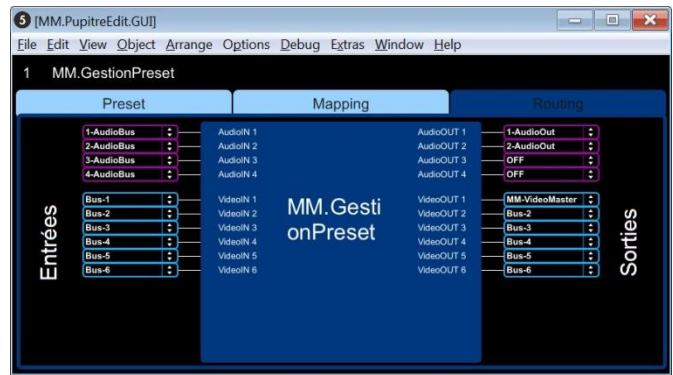 5 [MM.PupitreEdit.GUI]
File Edit View Object Arrange Options Debug Extras Window Help
1 MM.GestionPreset
Preset Mapping Routing
Entrées
1-AudioBus AudioIN 1 AudioOUT 1 1-AudioOut
2-AudioBus AudioIN 2 AudioOUT 2 2-AudioOut
3-AudioBus AudioIN 3 AudioOUT 3 OFF
4-AudioBus AudioIN 4 AudioOUT 4 OFF
Bus-1 VideoIN 1 VideoOUT 1 MM-VideoMaster
Bus-2 VideoIN 2 VideoOUT 2 Bus-2
Bus-3 VideoIN 3 VideoOUT 3 Bus-3
Bus-4 VideoIN 4 VideoOUT 4 Bus-4
Bus-5 VideoIN 5 VideoOUT 5 Bus-5
Bus-6 VideoIN 6 VideoOUT 6 Bus-6
MM.Gesti
onPreset
Sorties